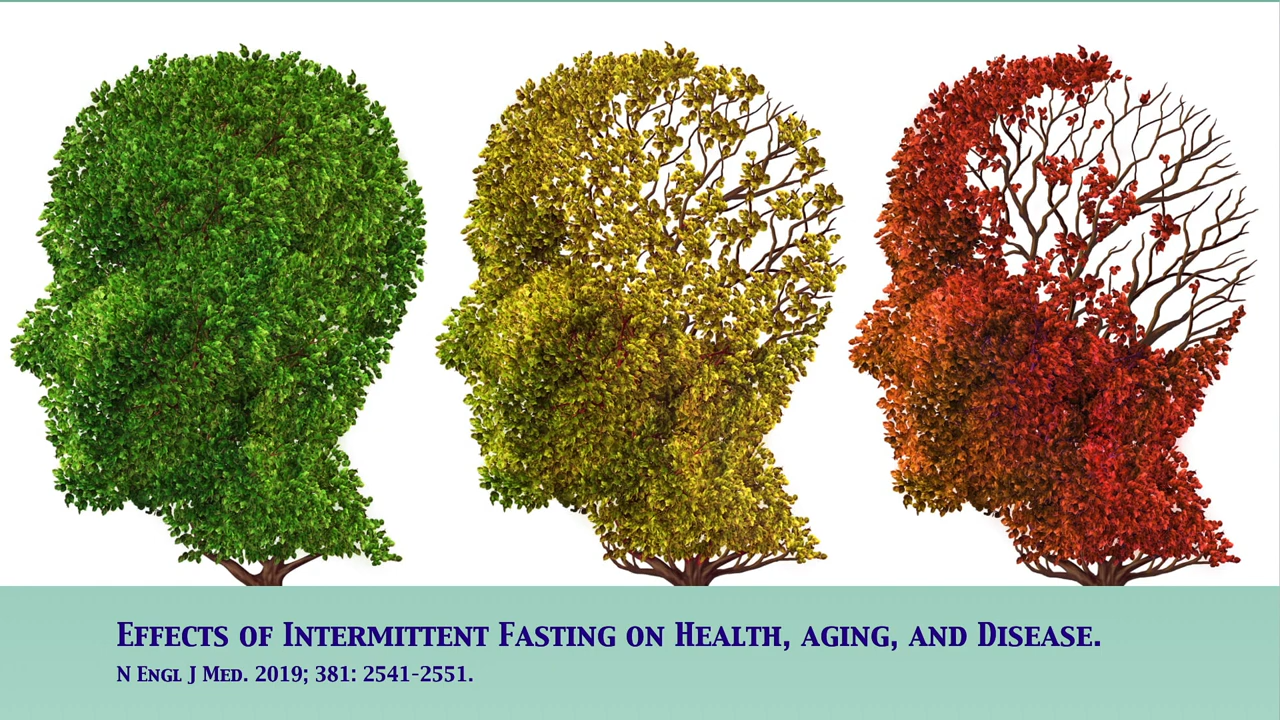 Effects of Intermittent Fasting on Health, aging, and Disease.
N Engl J Med. 2019; 381: 2541-2551.